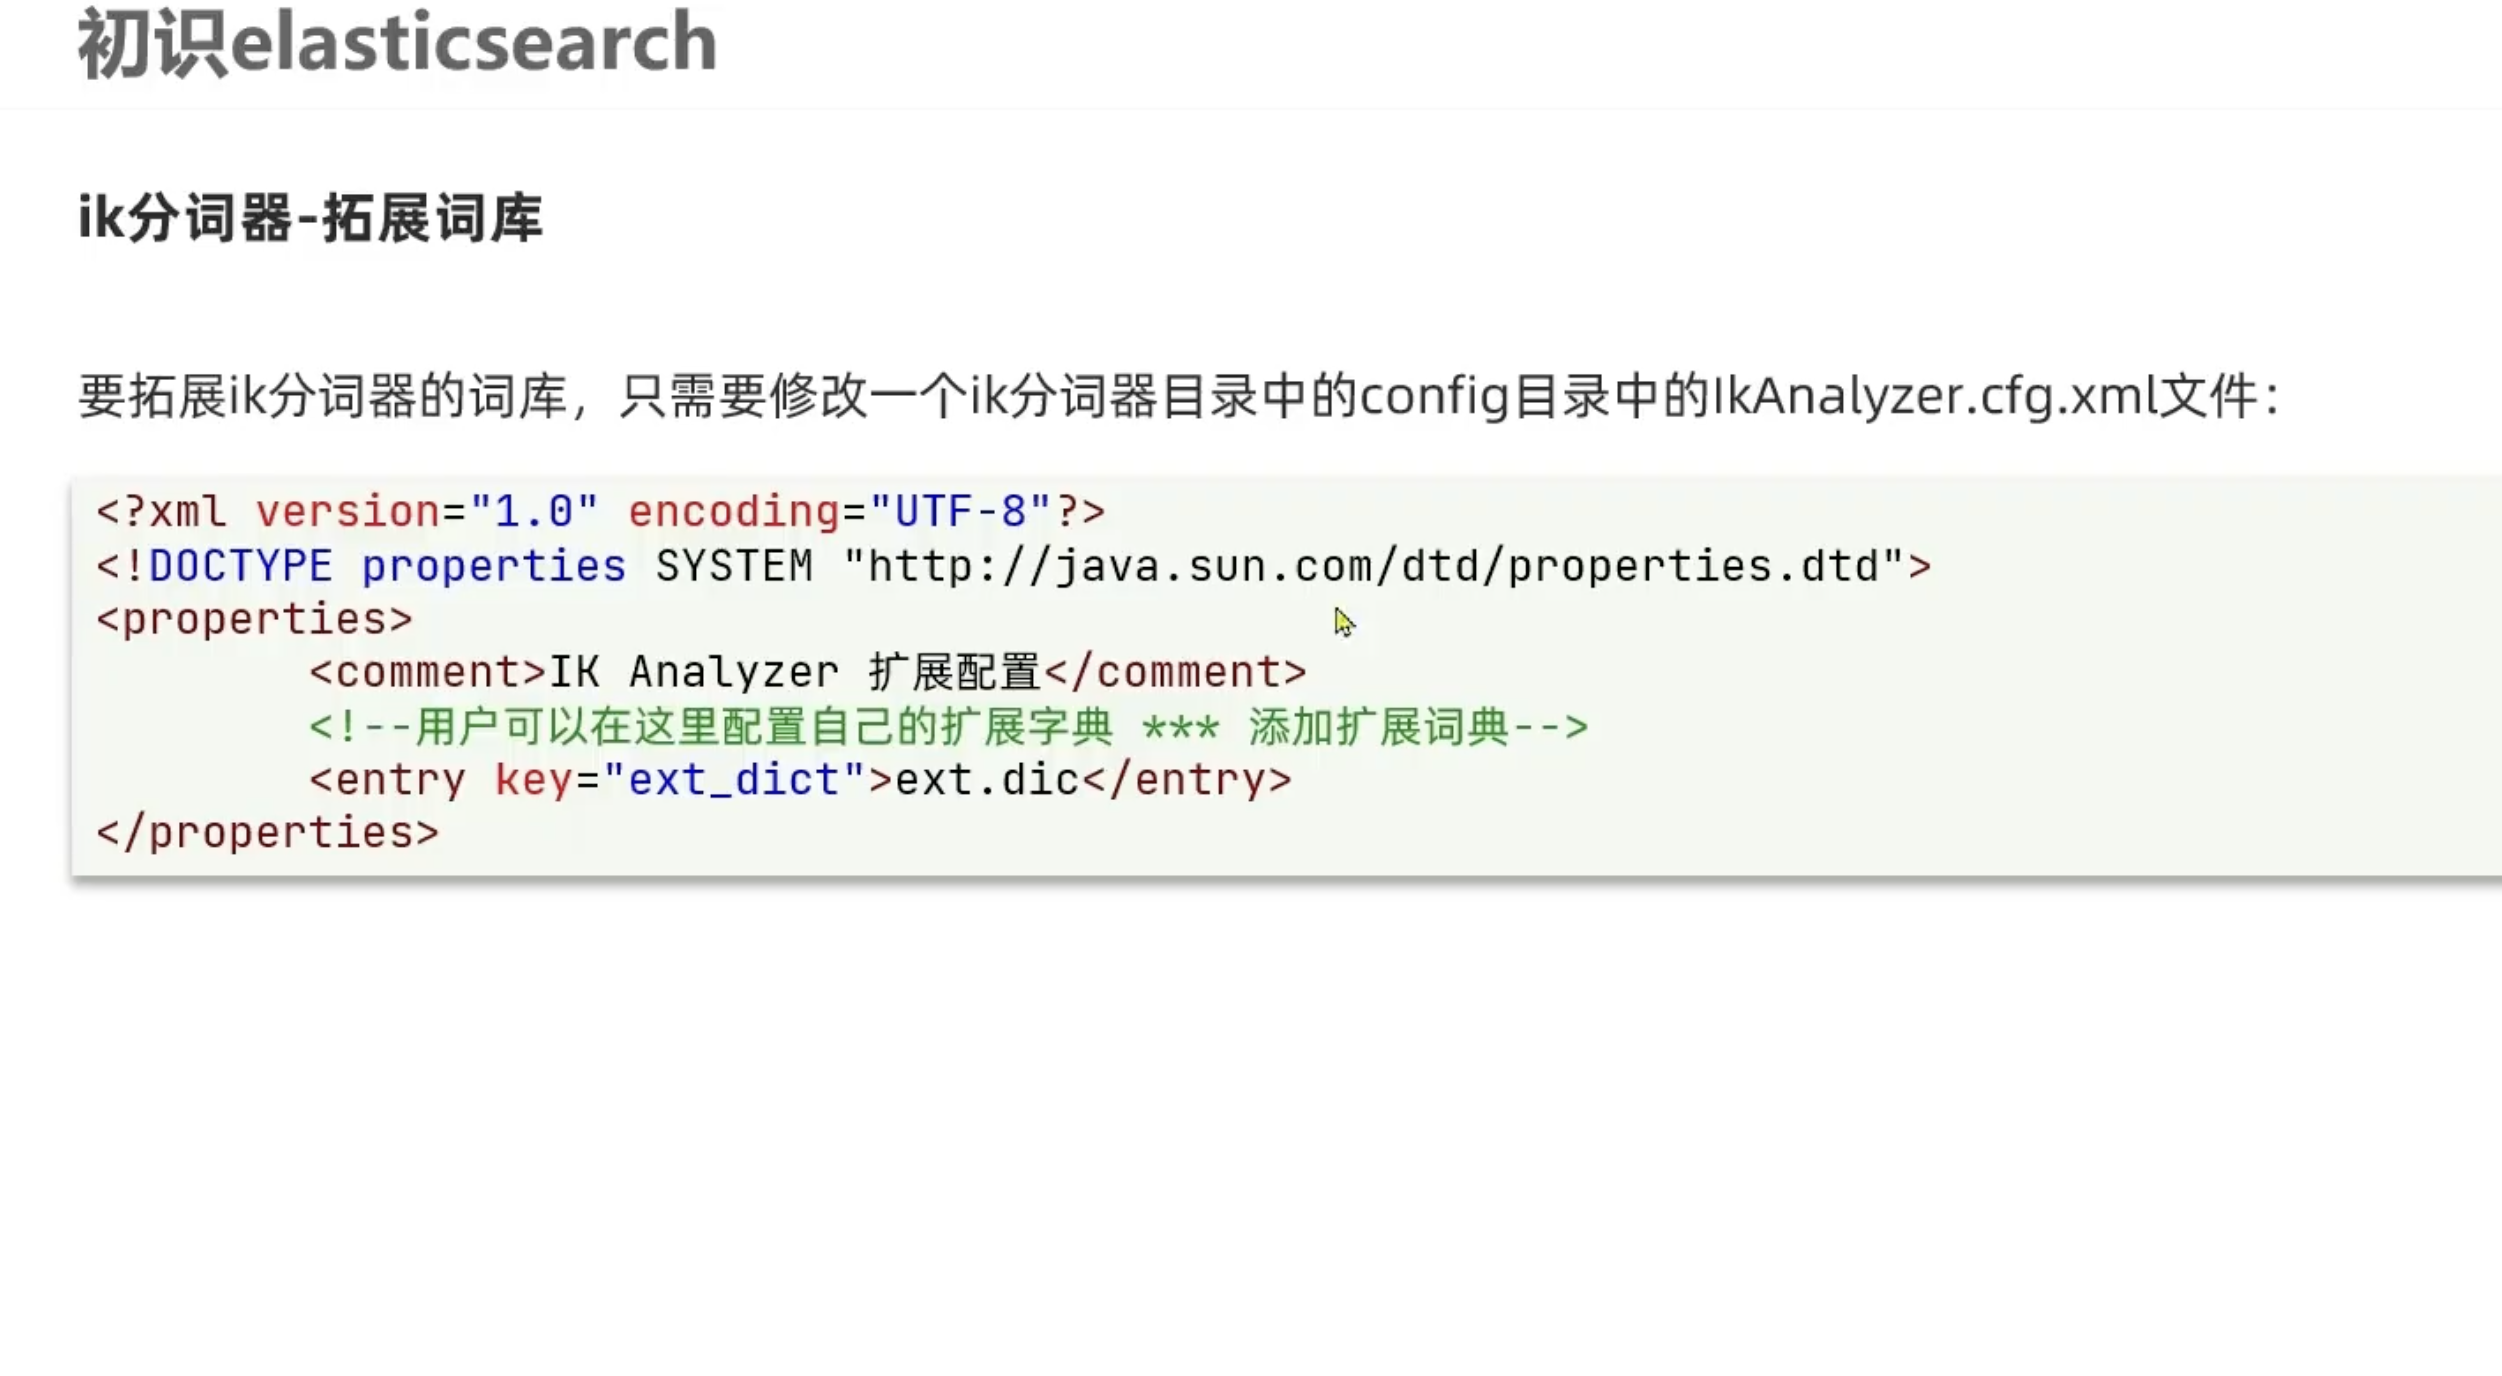 初识elasticsearch
ik分词器-拓展词库
要拓展ik分词器的词库，只需要修改一个ik分词器目录中的config目录中的IkAnalyzer.cfg.xml文件：
<?xml version="1.0" encoding="UTF-8"?>
<!DOCTYPE properties SYSTEM "http://java.sun.com/dtd/properties.dtd">
<properties>
        <comment>IK Analyzer 扩展配置</comment>
        <!--用户可以在这里配置自己的扩展字典 *** 添加扩展词典-->
        <entry key="ext_dict">ext.dic</entry>
</properties>